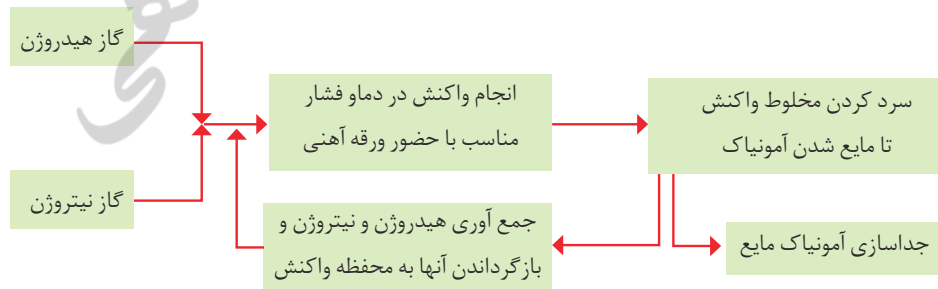 گاز هیدروژن
گاز نیتروژن
انجام واکنش در دماو فشار
مناسب با حضور ورقه آهنی
سرد کردن مخلوط واکنش
تا مایع شدن آمونیاک
جداسازی آمونیاک مایع
جمع آوری هیدروژن و نیتروژن و
بازگرداندن آنها به محفظه واکنش